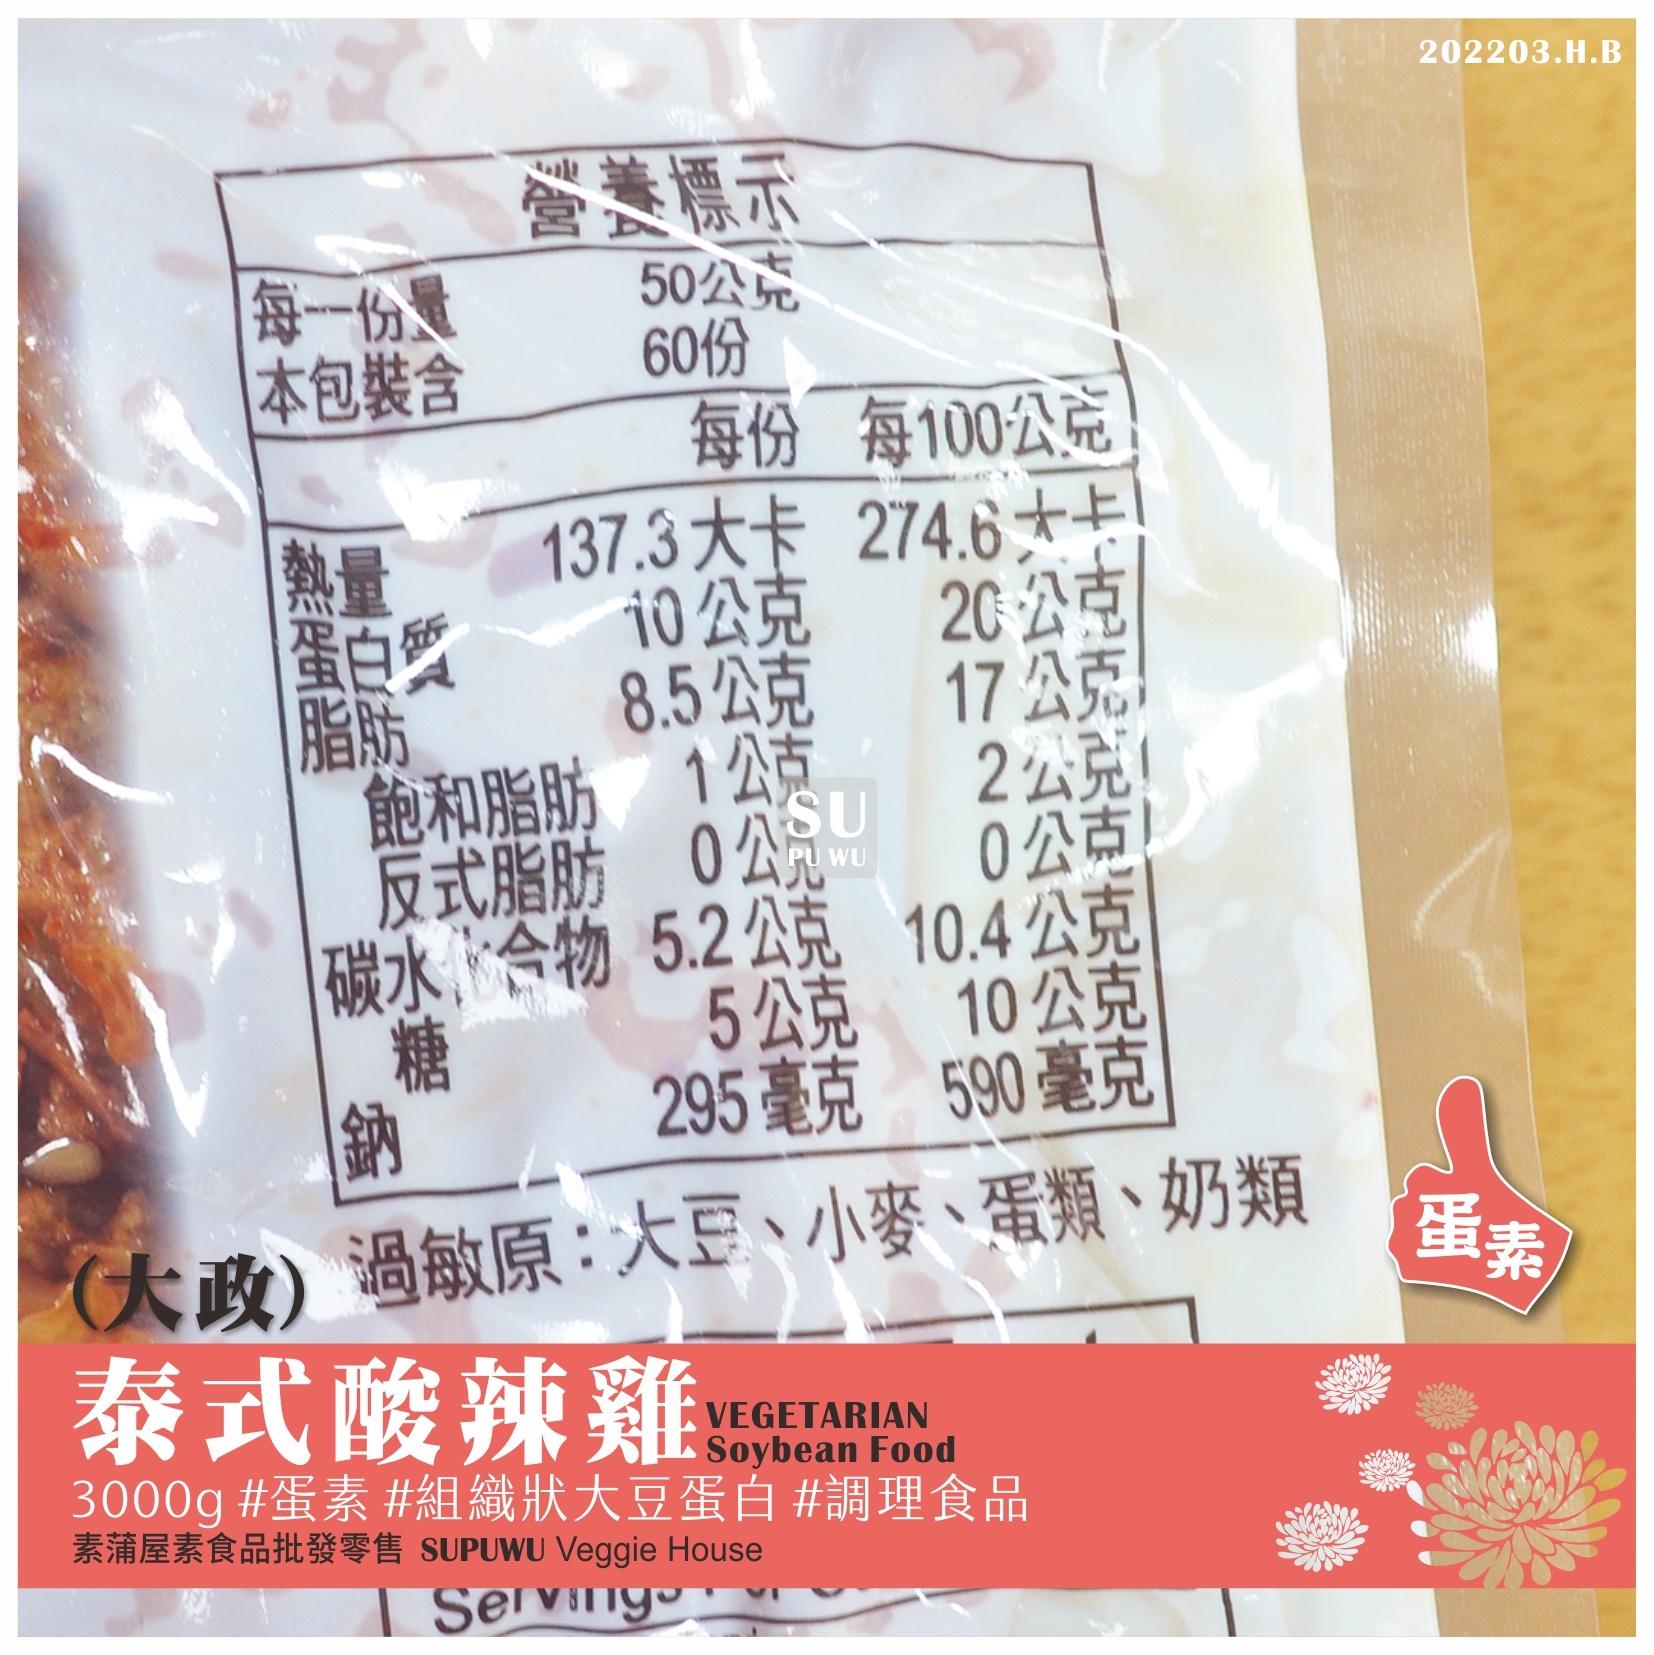 202203.H.B
營養標示
每一份量 50公克
本包裝含 60份
每份 每100公克
熱量 137.3大卡 274.6大卡
蛋白質 10公克 20公克
脂肪 8.5公克 17公克
飽和脂肪 1公克 2公克
反式脂肪 0公克 0公克
碳水化合物 5.2公克 10.4公克
糖 5公克 10公克
鈉 295毫克 590毫克
過敏原：大豆、小麥、蛋類、奶類
SU
PU WU
蛋素
(大政)
泰式酸辣雞 VEGETARIAN
Soybean Food
3000g #蛋素 #組織狀大豆蛋白 #調理食品
素蒲屋素食品批發零售 SUPUWU Veggie House
Servings